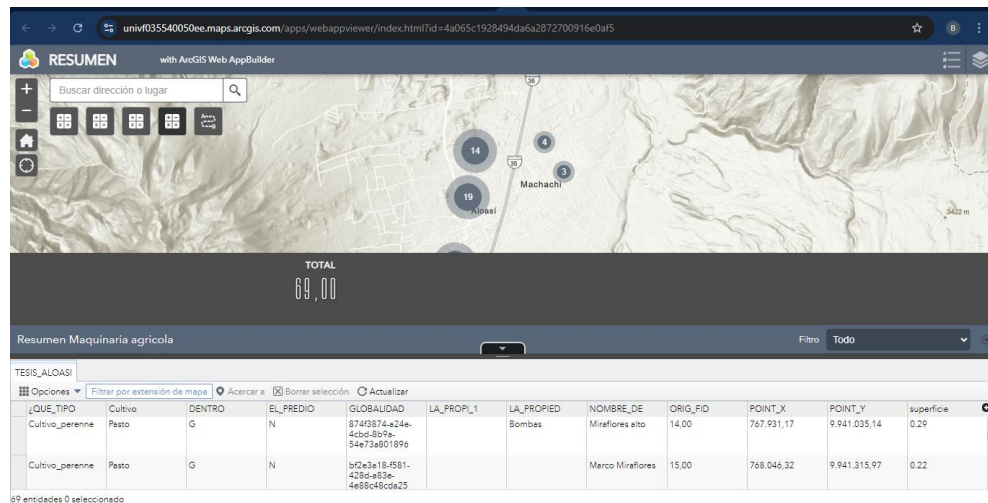 univf035540050ee.maps.arcgis.com/apps/webappviewer/index.html?id=4a065c1928494da6a2872700916e0af5
B
RESUMEN with ArcGIS Web AppBuilder
+
Buscar dirección o lugar
-
35
14
4
35
3
Machachi
19
Aloasí
3422 m
TOTAL
69,00
Resumen Maquinaria agricola Filtro Todo
TESIS_ALOASI
Opciones Filtrar por extensión de mapa Acercar a Borrar selección Actualizar
¿QUE_TIPO Cultivo DENTRO EL_PREDIO GLOBALIDAD LA_PROPI_1 LA_PROPIED NOMBRE_DE ORIG_FID POINT_X POINT_Y superficie
Cultivo_perenne Pasto G N 874f3874-a24e- Bombas Miraflores alto 14,00 767.931,17 9.941.035,14 0.29
4cbd-8b9a-
54e73a801896
Cultivo_perenne Pasto G N bf2e3a18-f581- Marco Miraflores 15,00 768.046,32 9.941.315,97 0.22
428d-a83e-
4e88c48cda25
69 entidades 0 seleccionado